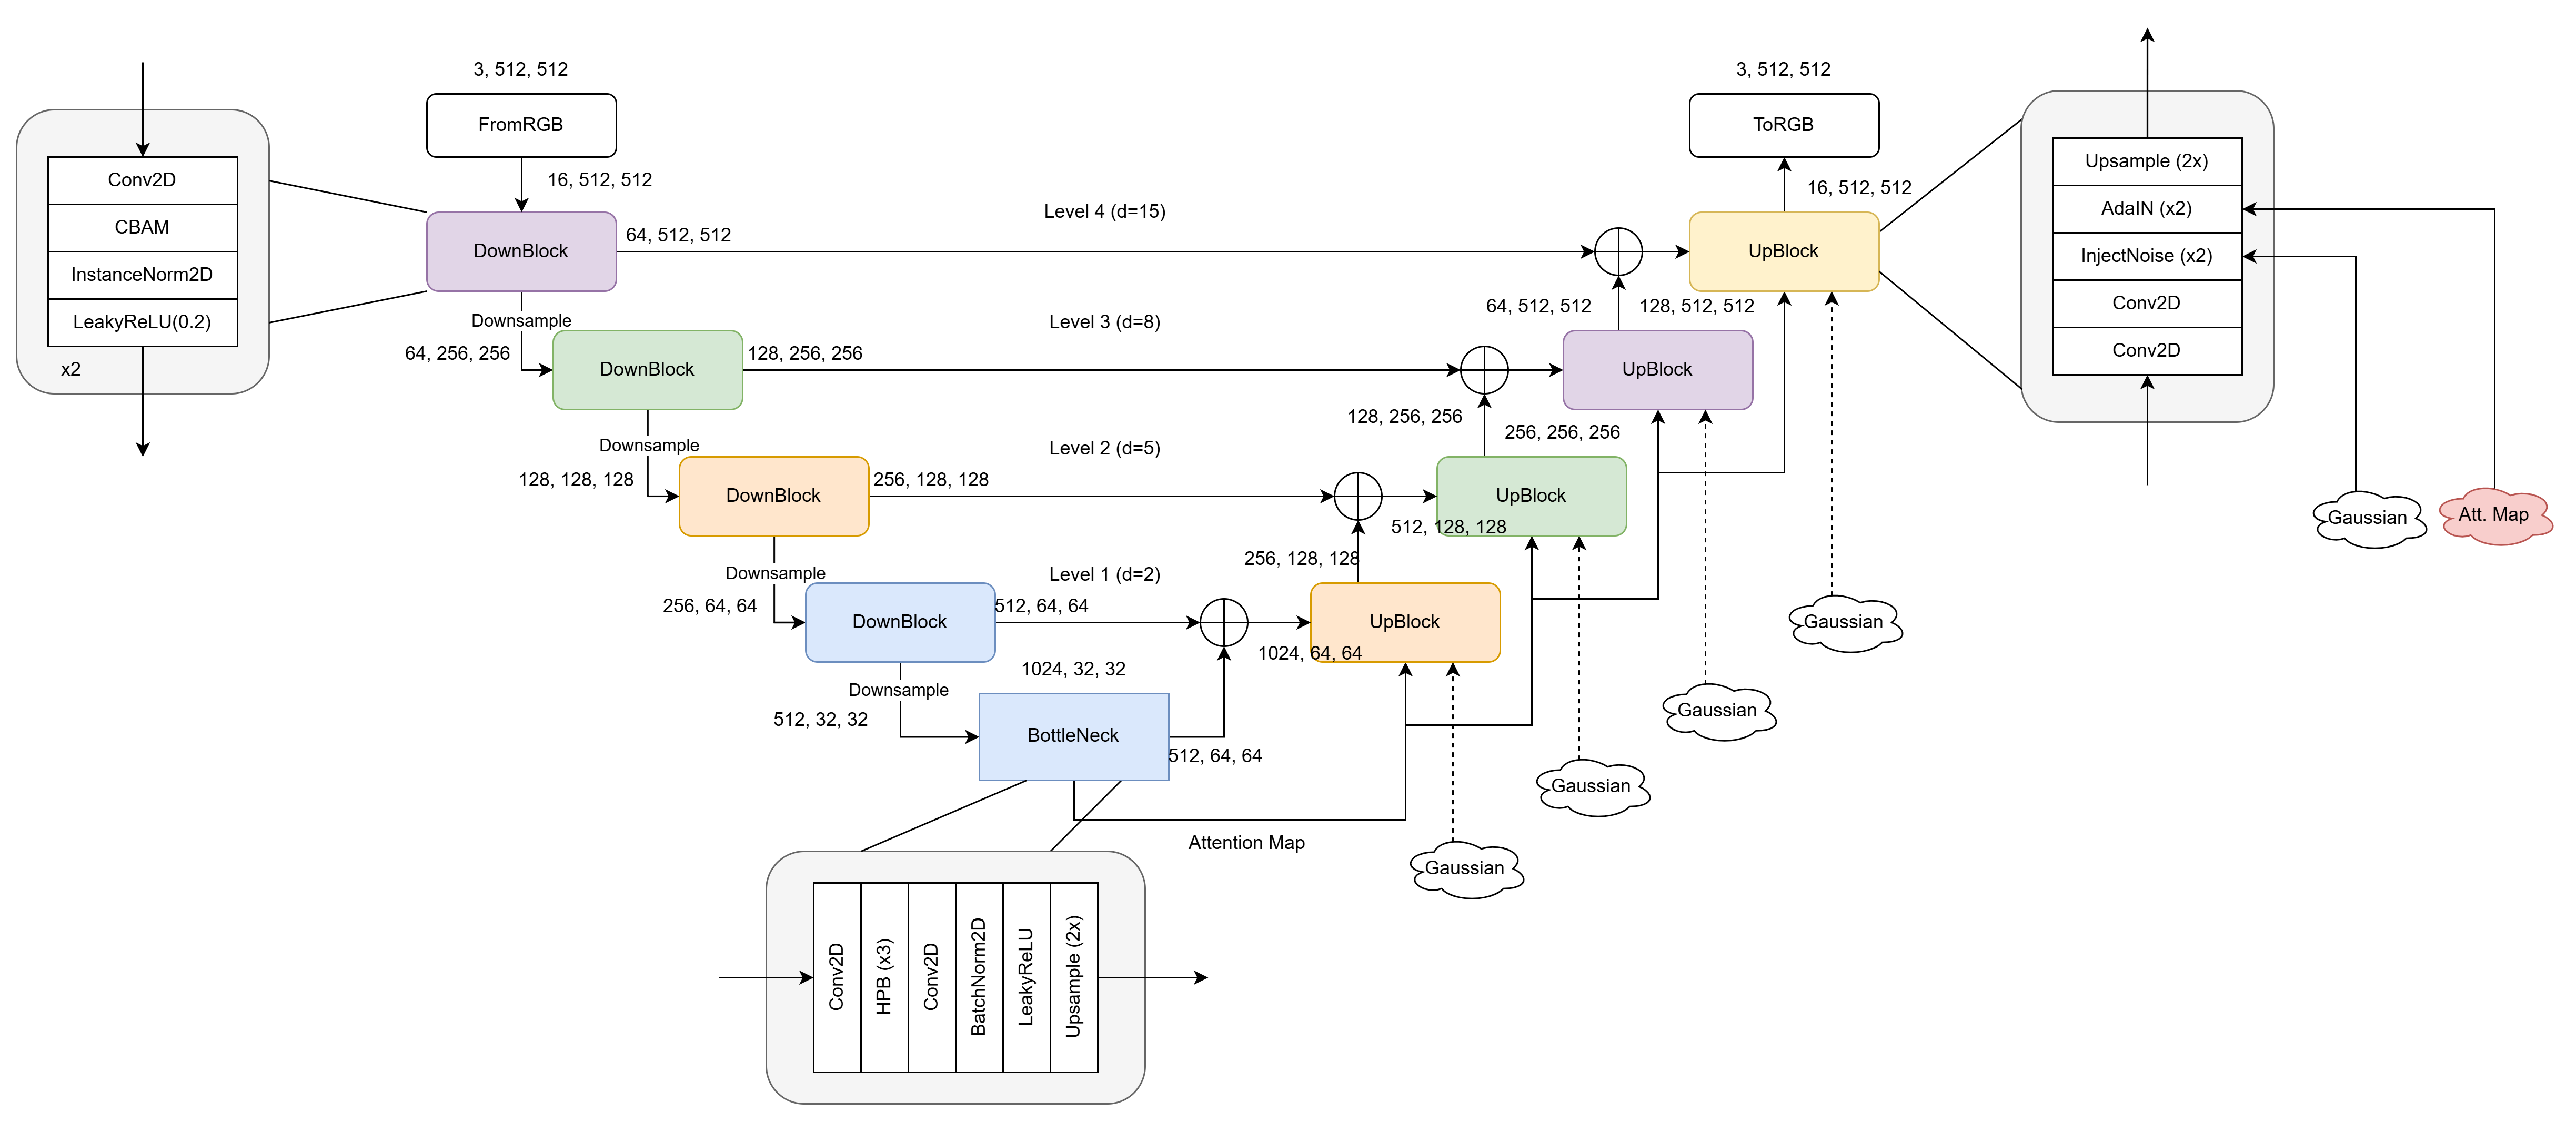 3, 512, 512
3, 512, 512
FromRGB
ToRGB
Conv2D
CBAM
InstanceNorm2D
LeakyReLU(0.2)
x2
16, 512, 512
16, 512, 512
Upsample (2x)
AdaIN (x2)
InjectNoise (x2)
Conv2D
Conv2D
DownBlock
64, 512, 512
Level 4 (d=15)
UpBlock
Downsample
64, 256, 256
64, 512, 512
128, 512, 512
DownBlock
128, 256, 256
Level 3 (d=8)
UpBlock
Downsample
128, 128, 128
128, 256, 256
256, 256, 256
DownBlock
256, 128, 128
Level 2 (d=5)
UpBlock
512, 128, 128
Gaussian
Att. Map
Downsample
256, 64, 64
256, 128, 128
DownBlock
512, 64, 64
Level 1 (d=2)
UpBlock
1024, 64, 64
Gaussian
Downsample
512, 32, 32
1024, 32, 32
BottleNeck
512, 64, 64
Gaussian
Gaussian
Attention Map
Gaussian
Conv2D
HPB (x3)
Conv2D
BatchNorm2D
LeakyReLU
Upsample (2x)